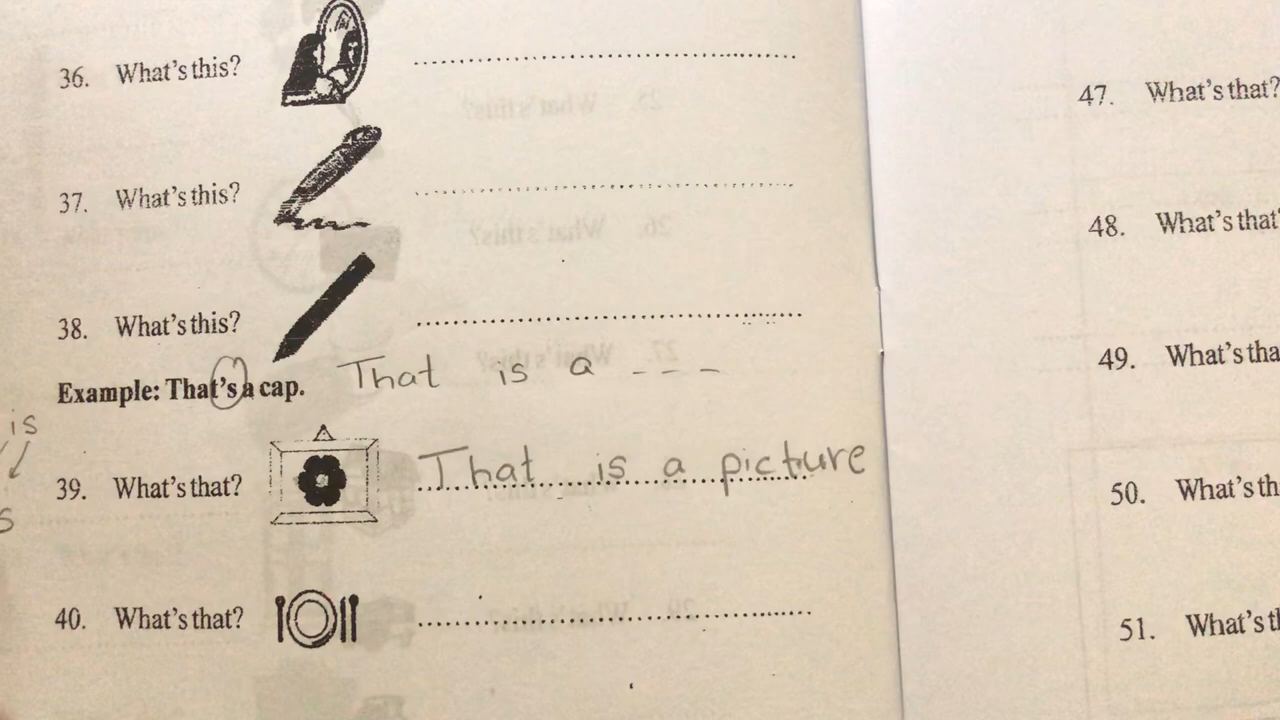 36. What's this?
37. What's this?
38. What's this?
Example: That's a cap. That is a _ _ _
is
39. What's that? That is a picture
s
40. What's that?
47. What's that?
48. What's that
49. What's tha
50. What's th
51. What's th